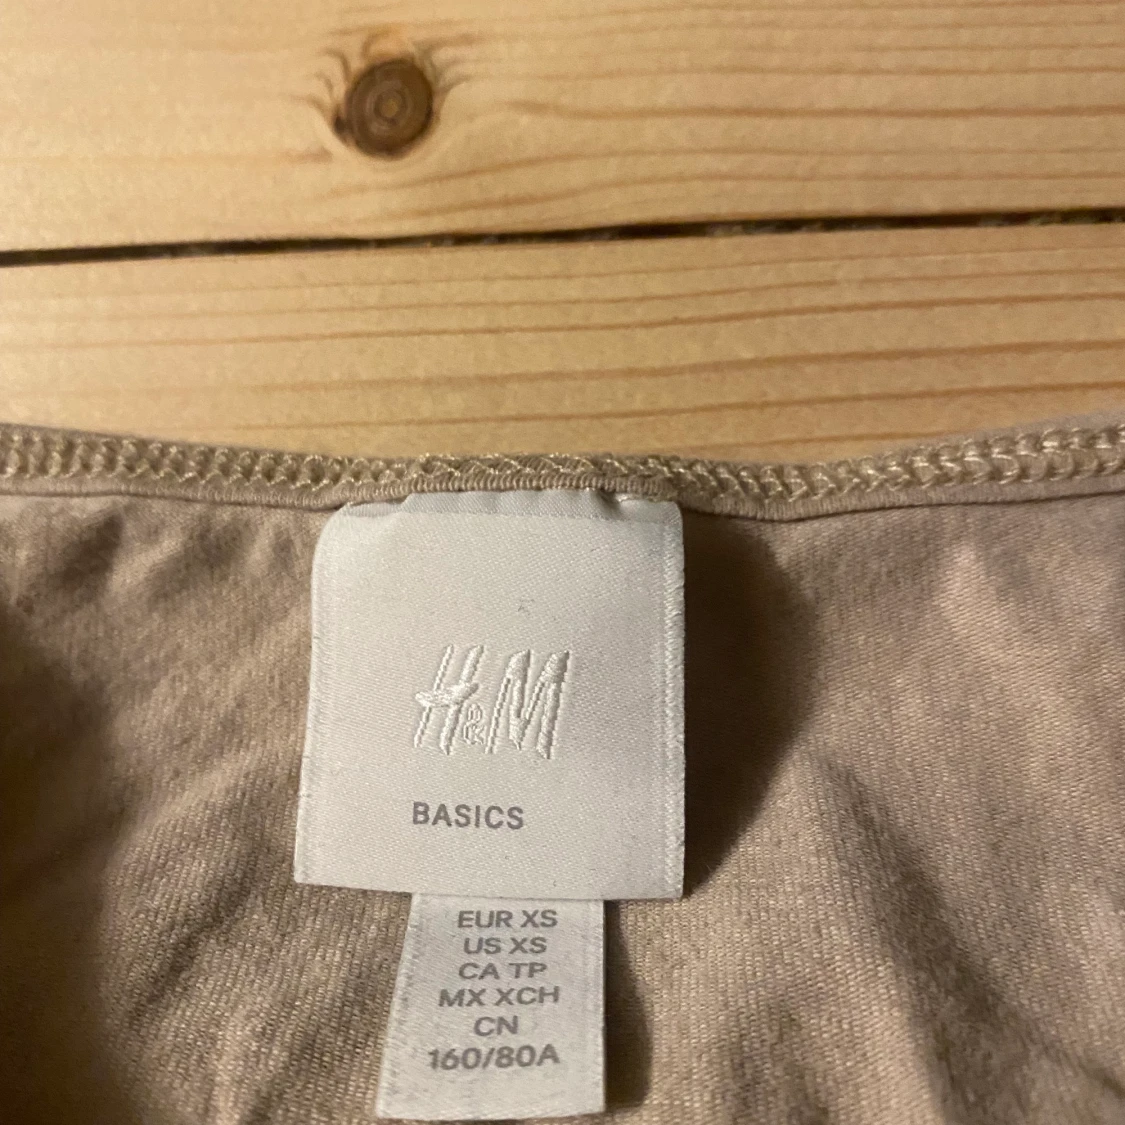 H&M
BASICS
EUR XS
US XS
CA TP
MX XCH
CN
160/80A